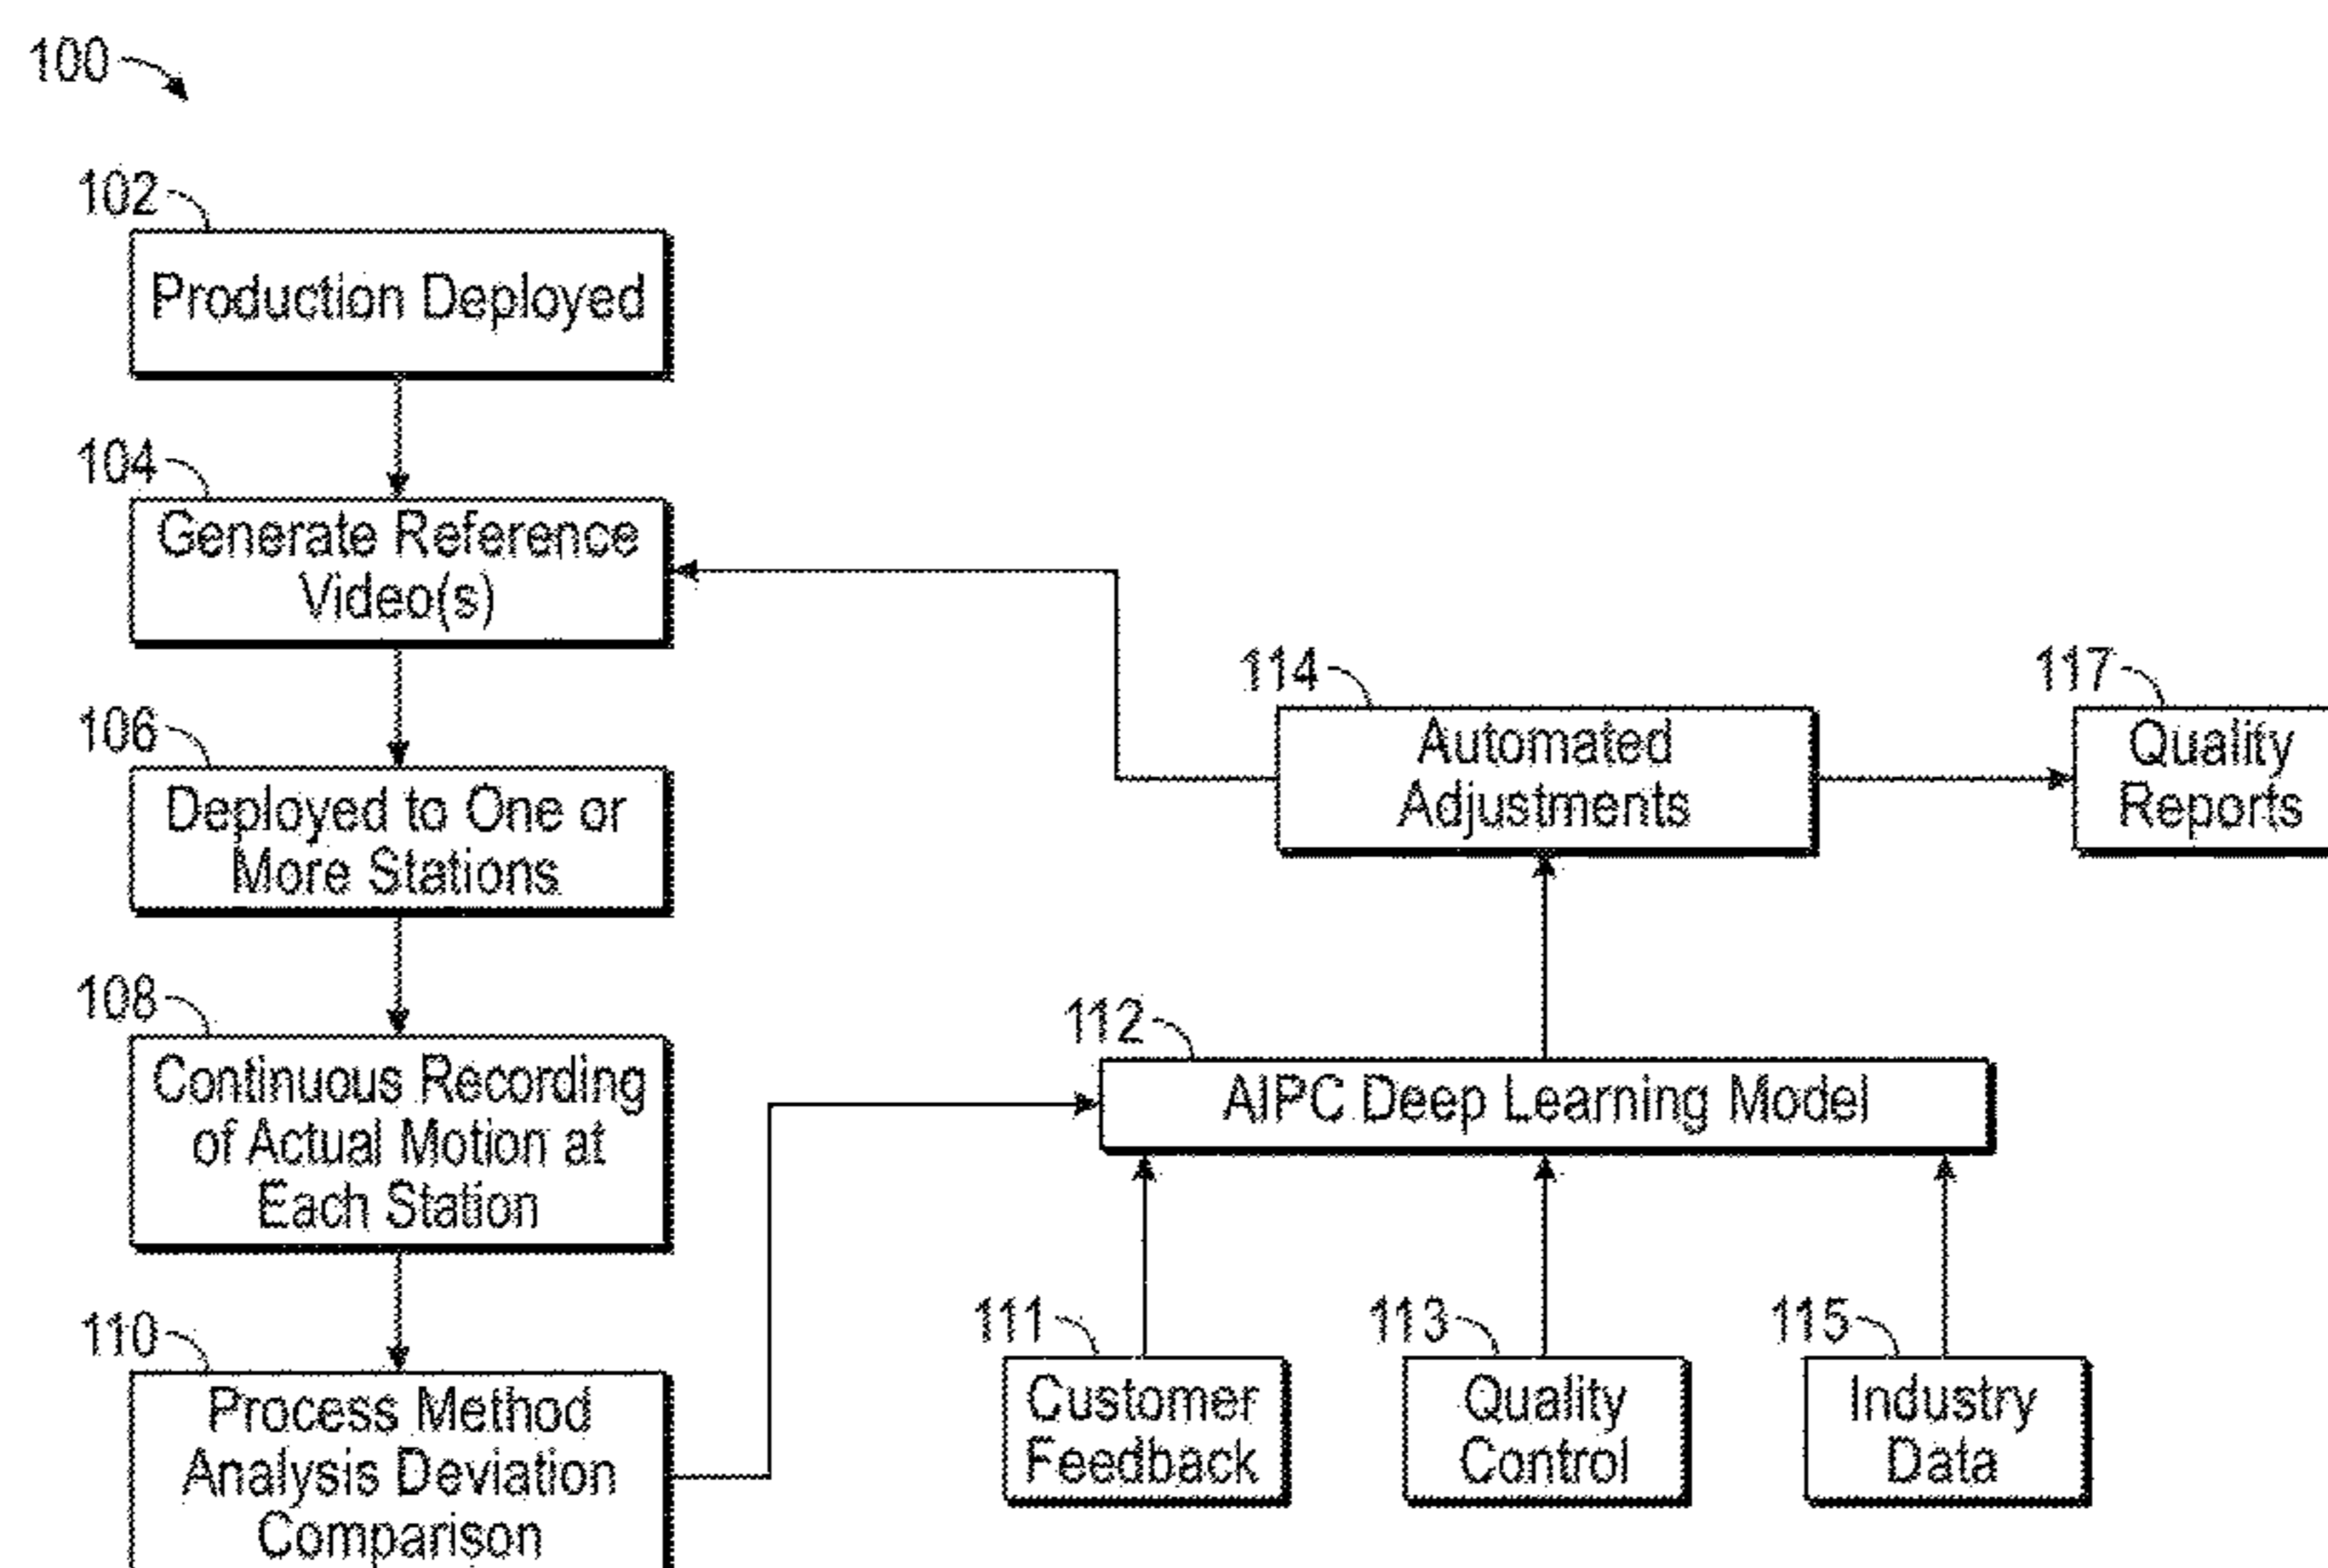 100
102
Production Deployed
104
Generate Reference
Video(s)
106
Deployed to One or
More Stations
108
Continuous Recording
of Actual Motion at
Each Station
110
Process Method
Analysis Deviation
Comparison
114
Automated
Adjustments
117
Quality
Reports
112
AIPC Deep Learning Model
111
Customer
Feedback
113
Quality
Control
115
Industry
Data